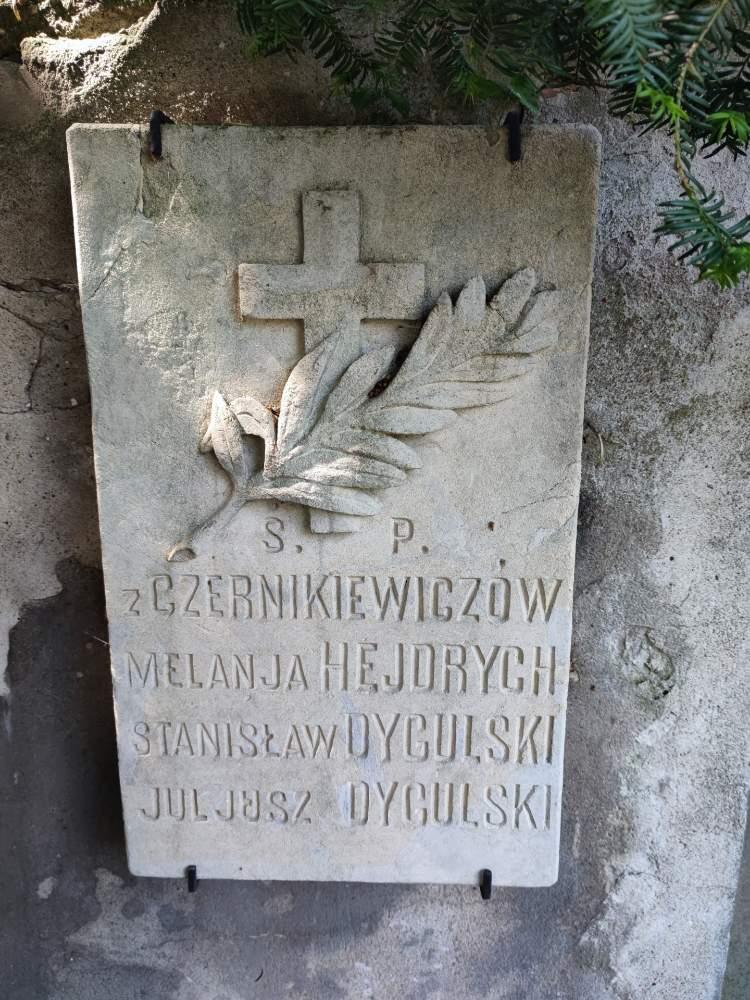 Ś. P.
z CZERNIKIEWICZÓW
MELANJA HEJDRYCH
STANISŁAW DYGULSKI
JULJUSZ DYGULSKI